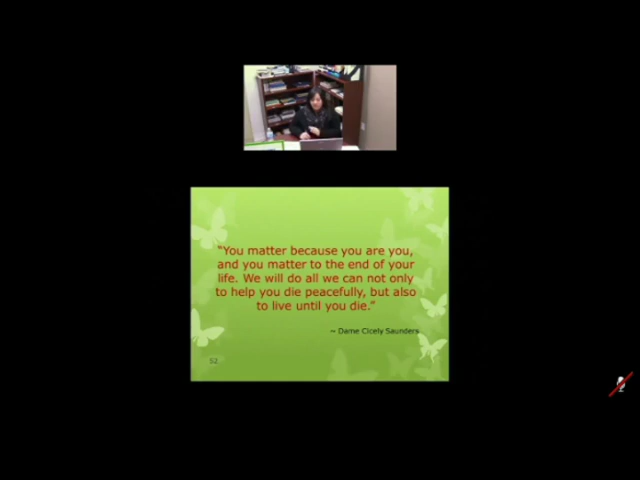 “You matter because you are you,
and you matter to the end of your
life. We will do all we can not only
to help you die peacefully, but also
to live until you die.”
~ Dame Cicely Saunders
52